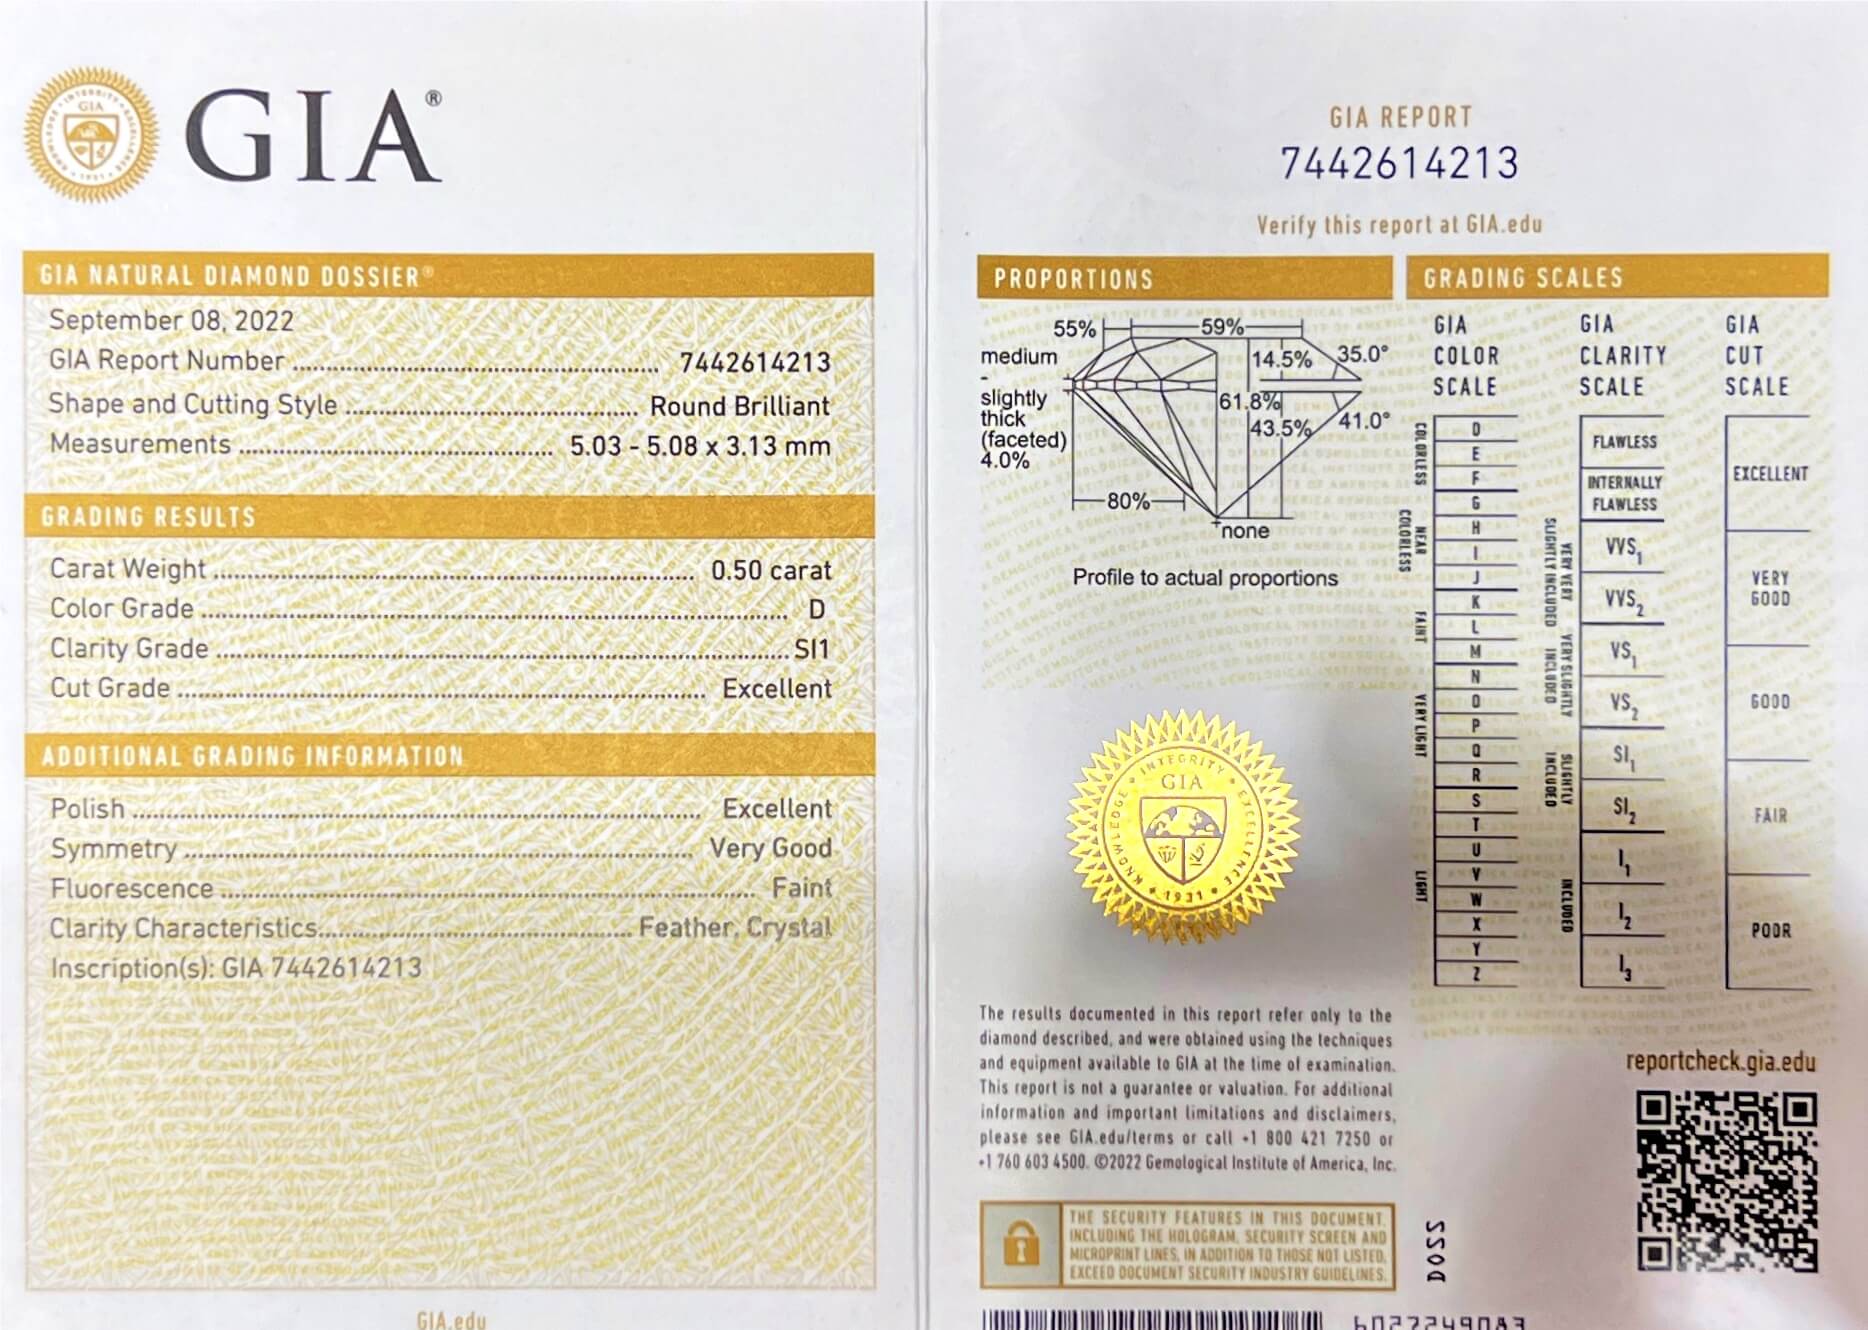 GIA®
GIA NATURAL DIAMOND DOSSIER®
September 08, 2022
GIA Report Number 7442614213
Shape and Cutting Style Round Brilliant
Measurements 5.03 - 5.08 x 3.13 mm
GRADING RESULTS
Carat Weight 0.50 carat
Color Grade D
Clarity Grade SI1
Cut Grade Excellent
ADDITIONAL GRADING INFORMATION
Polish Excellent
Symmetry Very Good
Fluorescence Faint
Clarity Characteristics Feather, Crystal
Inscription(s): GIA 7442614213
GIA.edu
GIA REPORT
7442614213
Verify this report at GIA.edu
PROPORTIONS
55%
59%
medium
-
slightly
thick
(faceted)
4.0%
14.5%
35.0°
61.8%
43.5%
41.0°
80%
none
Profile to actual proportions
INTEGRITY
GIA
KNOWLEDGE
EXCELLENCE
1931
GRADING SCALES
GIA
COLOR
SCALE
COLORLESS
D
E
F
NEAR
COLORLESS
G
H
I
J
FAINT
K
L
M
VERY LIGHT
N
O
P
Q
R
LIGHT
S
T
U
V
W
X
Y
Z
GIA
CLARITY
SCALE
FLAWLESS
INTERNALLY
FLAWLESS
VERY VERY
SLIGHTLY INCLUDED
VVS1
VVS2
VERY SLIGHTLY
INCLUDED
VS1
VS2
SLIGHTLY
INCLUDED
SI1
SI2
INCLUDED
I1
I2
I3
GIA
CUT
SCALE
EXCELLENT
VERY
GOOD
GOOD
FAIR
POOR
The results documented in this report refer only to the
diamond described, and were obtained using the techniques
and equipment available to GIA at the time of examination.
This report is not a guarantee or valuation. For additional
information and important limitations and disclaimers,
please see GIA.edu/terms or call +1 800 421 7250 or
+1 760 603 4500. ©2022 Gemological Institute of America, Inc.
THE SECURITY FEATURES IN THIS DOCUMENT,
INCLUDING THE HOLOGRAM, SECURITY SCREEN AND
MICROPRINT LINES, IN ADDITION TO THOSE NOT LISTED,
EXCEED DOCUMENT SECURITY INDUSTRY GUIDELINES.
reportcheck.gia.edu
DO22